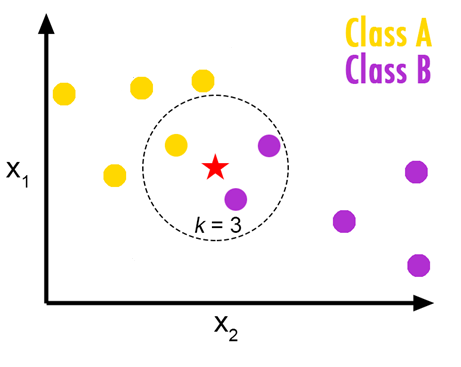 Class A
Class B
x₁
k = 3
x₂